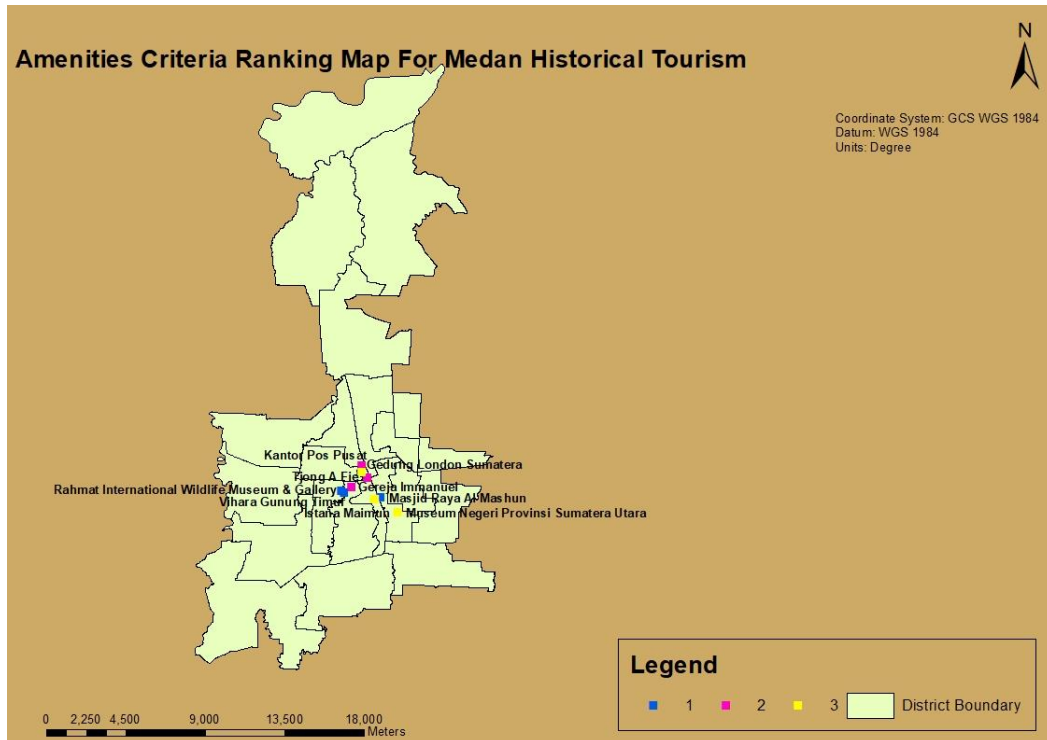 Amenities Criteria Ranking Map For Medan Historical Tourism
N
Coordinate System: GCS WGS 1984
Datum: WGS 1984
Units: Degree
Kantor Pos Pusat
Gedung London Sumatera
Tjong A Fie
Gereja Immanuel
Rahmat International Wildlife Museum & Gallery
Vihara Gunung Timur
Masjid Raya Al-Mashun
Istana Maimun
Museum Negeri Provinsi Sumatera Utara
Legend
1 2 3 District Boundary
0 2,250 4,500 9,000 13,500 18,000
Meters